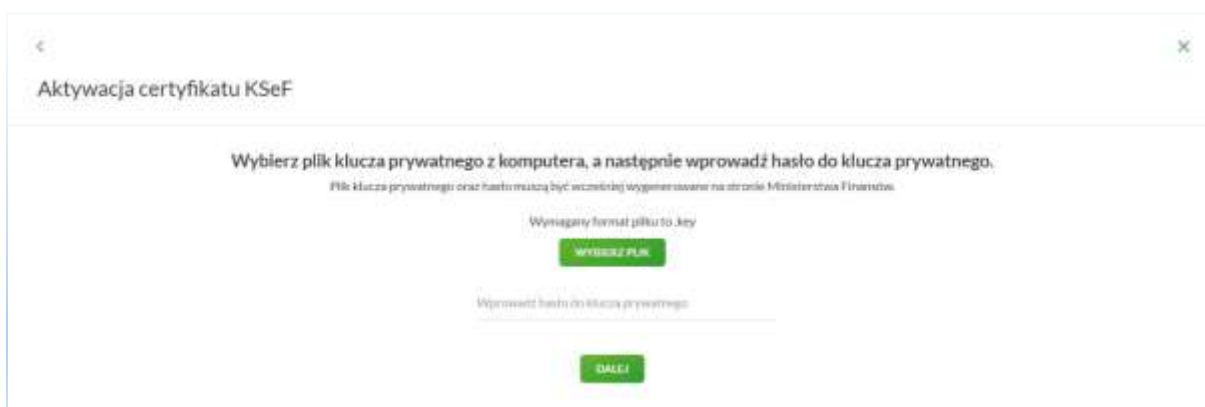 Aktywacja certyfikatu KSeF
Wybierz plik klucza prywatnego z komputera, a następnie wprowadź hasło do klucza prywatnego.
Plik klucza prywatnego oraz hasło muszą być wcześniej wygenerowane na stronie Ministerstwa Finansów.
Wymagany format pliku to .key
WYBIERZ PLIK
Wprowadź hasło do klucza prywatnego
DALEJ